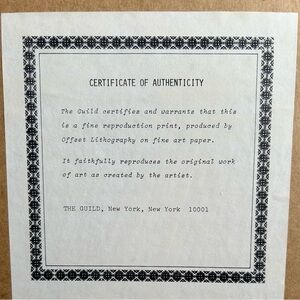 CERTIFICATE OF AUTHENTICITY
The Guild certifies and warrants that this
is a fine reproduction print, produced by
Offset Lithography on fine art paper.
It faithfully reproduces the original work
of art as created by the artist.
THE GUILD, New York, New York 10001